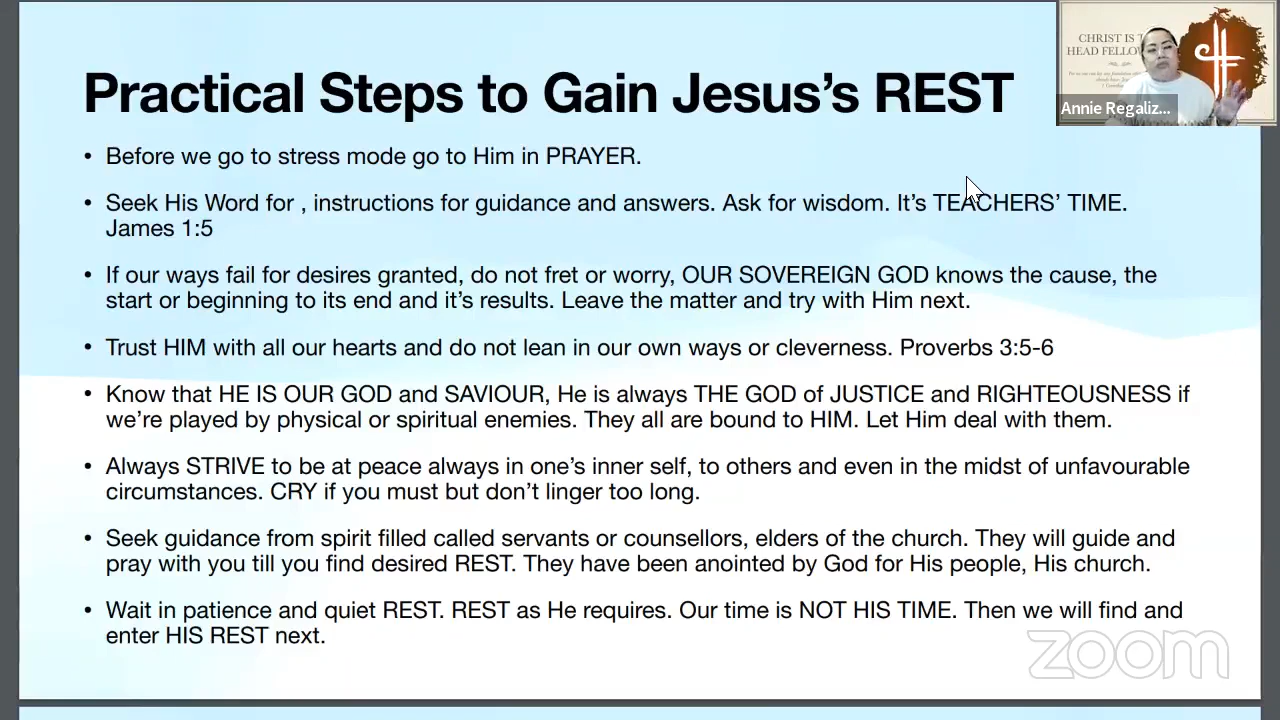 Practical Steps to Gain Jesus’s REST
CHRIST IS
HEAD FELLO
Annie Regaliz...
• Before we go to stress mode go to Him in PRAYER.
• Seek His Word for , instructions for guidance and answers. Ask for wisdom. It’s TEACHERS’ TIME.
James 1:5
• If our ways fail for desires granted, do not fret or worry, OUR SOVEREIGN GOD knows the cause, the
start or beginning to its end and it’s results. Leave the matter and try with Him next.
• Trust HIM with all our hearts and do not lean in our own ways or cleverness. Proverbs 3:5-6
• Know that HE IS OUR GOD and SAVIOUR, He is always THE GOD of JUSTICE and RIGHTEOUSNESS if
we’re played by physical or spiritual enemies. They all are bound to HIM. Let Him deal with them.
• Always STRIVE to be at peace always in one’s inner self, to others and even in the midst of unfavourable
circumstances. CRY if you must but don’t linger too long.
• Seek guidance from spirit filled called servants or counsellors, elders of the church. They will guide and
pray with you till you find desired REST. They have been anointed by God for His people, His church.
• Wait in patience and quiet REST. REST as He requires. Our time is NOT HIS TIME. Then we will find and
enter HIS REST next.
zoom